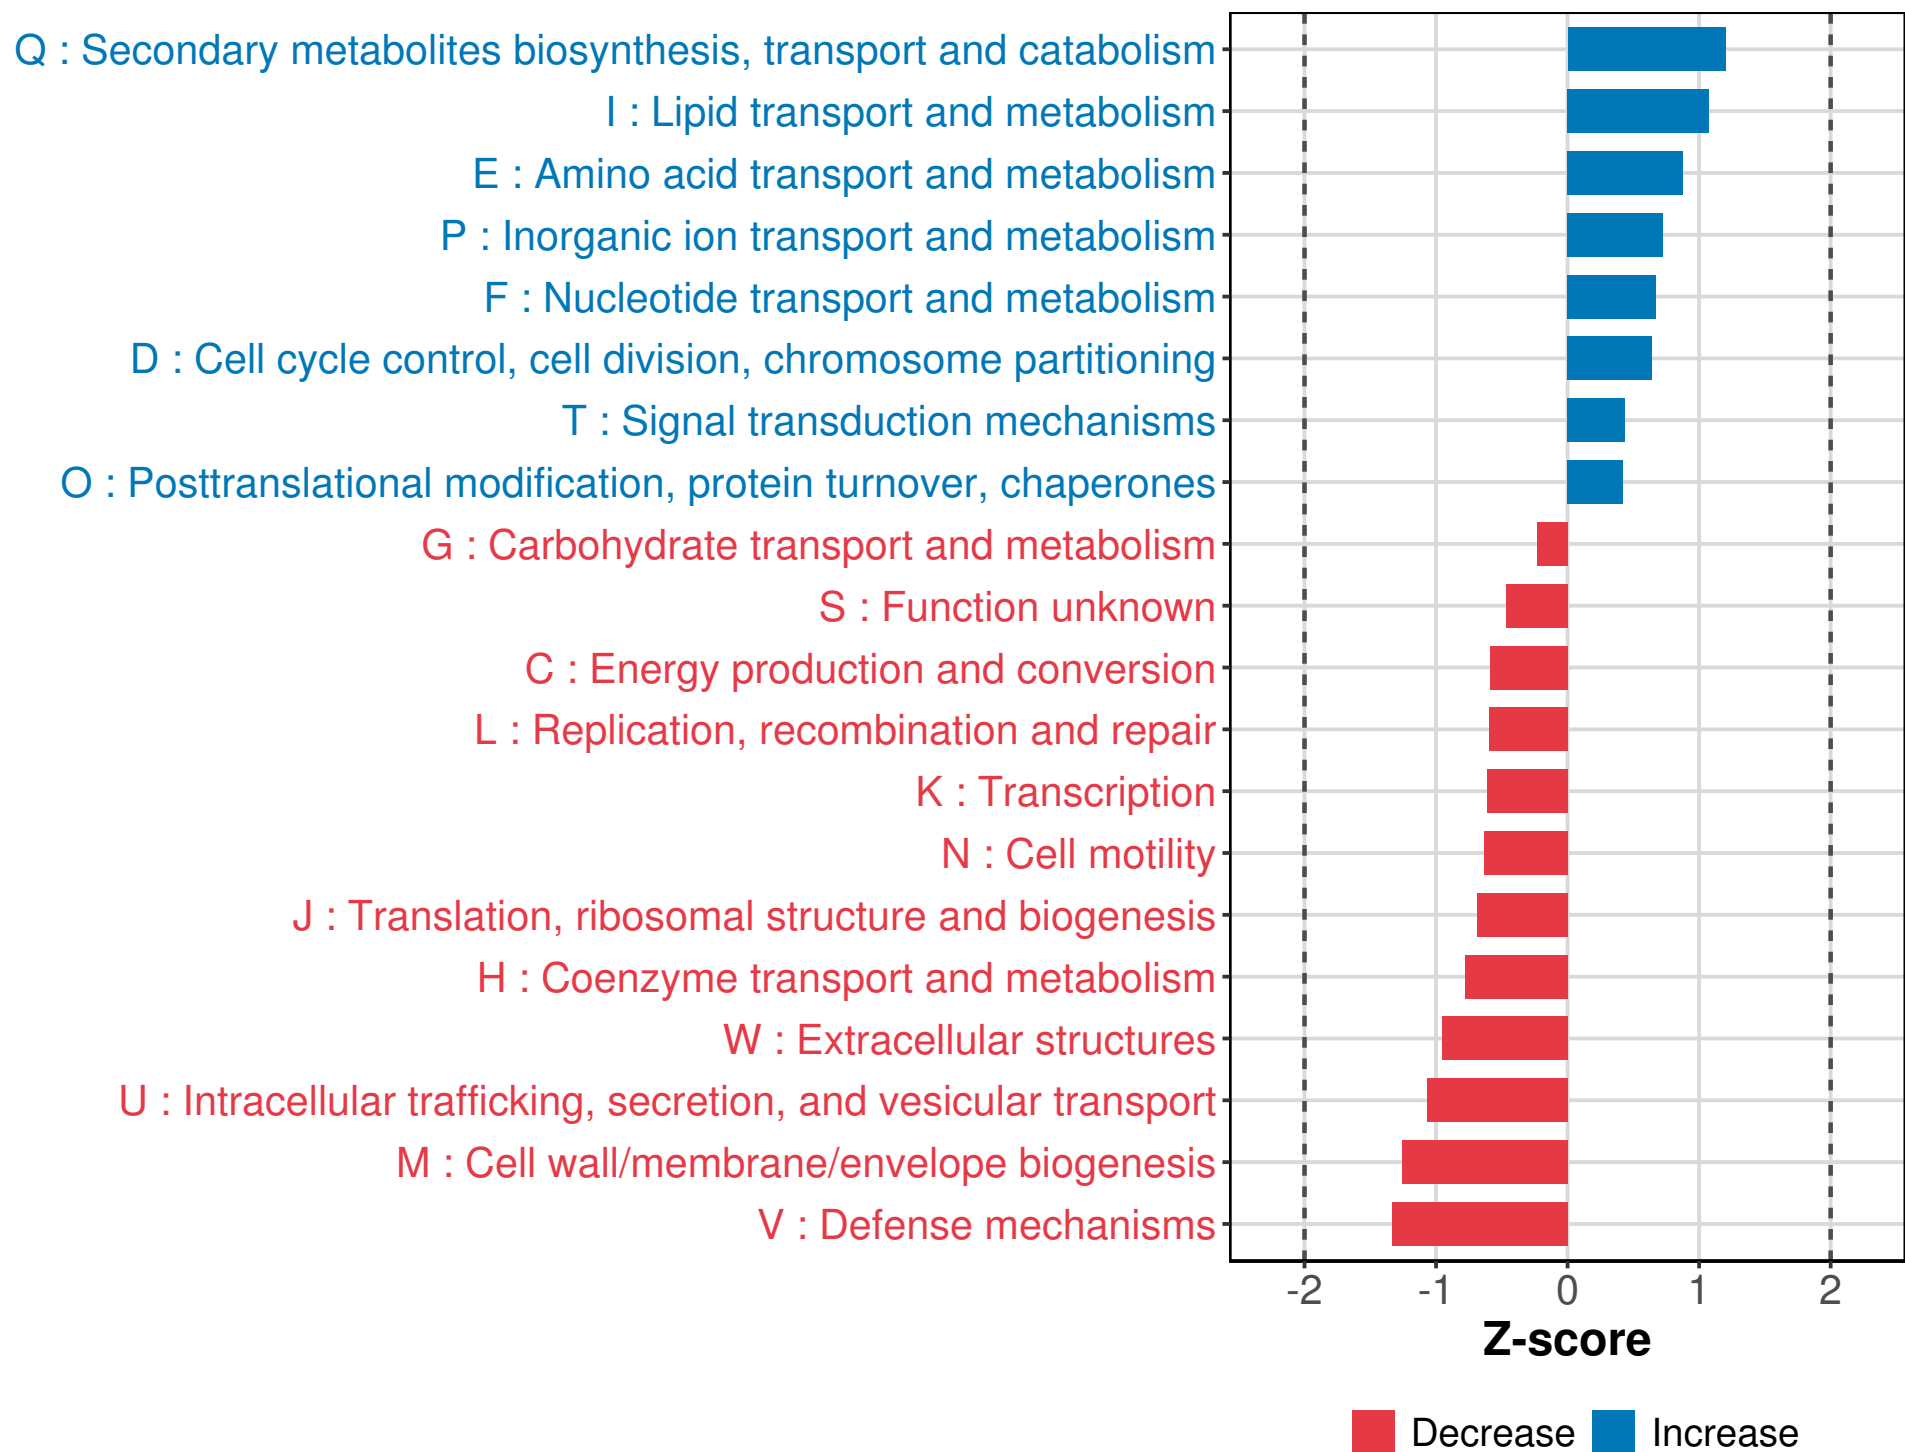 Q : Secondary metabolites biosynthesis, transport and catabolism
I : Lipid transport and metabolism
E : Amino acid transport and metabolism
P : Inorganic ion transport and metabolism
F : Nucleotide transport and metabolism
D : Cell cycle control, cell division, chromosome partitioning
T : Signal transduction mechanisms
O : Posttranslational modification, protein turnover, chaperones
G : Carbohydrate transport and metabolism
S : Function unknown
C : Energy production and conversion
L : Replication, recombination and repair
K : Transcription
N : Cell motility
J : Translation, ribosomal structure and biogenesis
H : Coenzyme transport and metabolism
W : Extracellular structures
U : Intracellular trafficking, secretion, and vesicular transport
M : Cell wall/membrane/envelope biogenesis
V : Defense mechanisms
-2 -1 0 1 2
Z-score
Decrease Increase